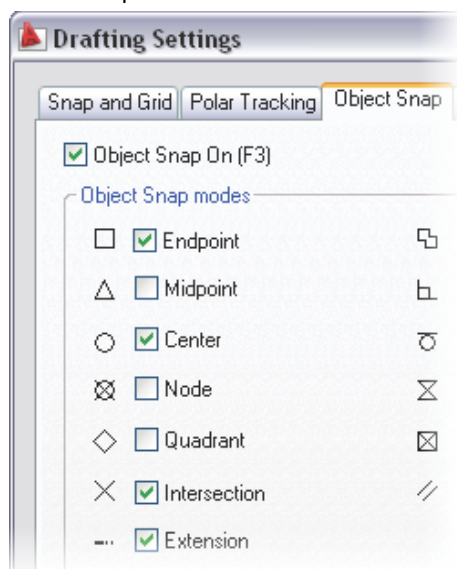 Drafting Settings
Snap and Grid Polar Tracking Object Snap
Object Snap On (F3)
Object Snap modes
Endpoint
Midpoint
Center
Node
Quadrant
Intersection
Extension